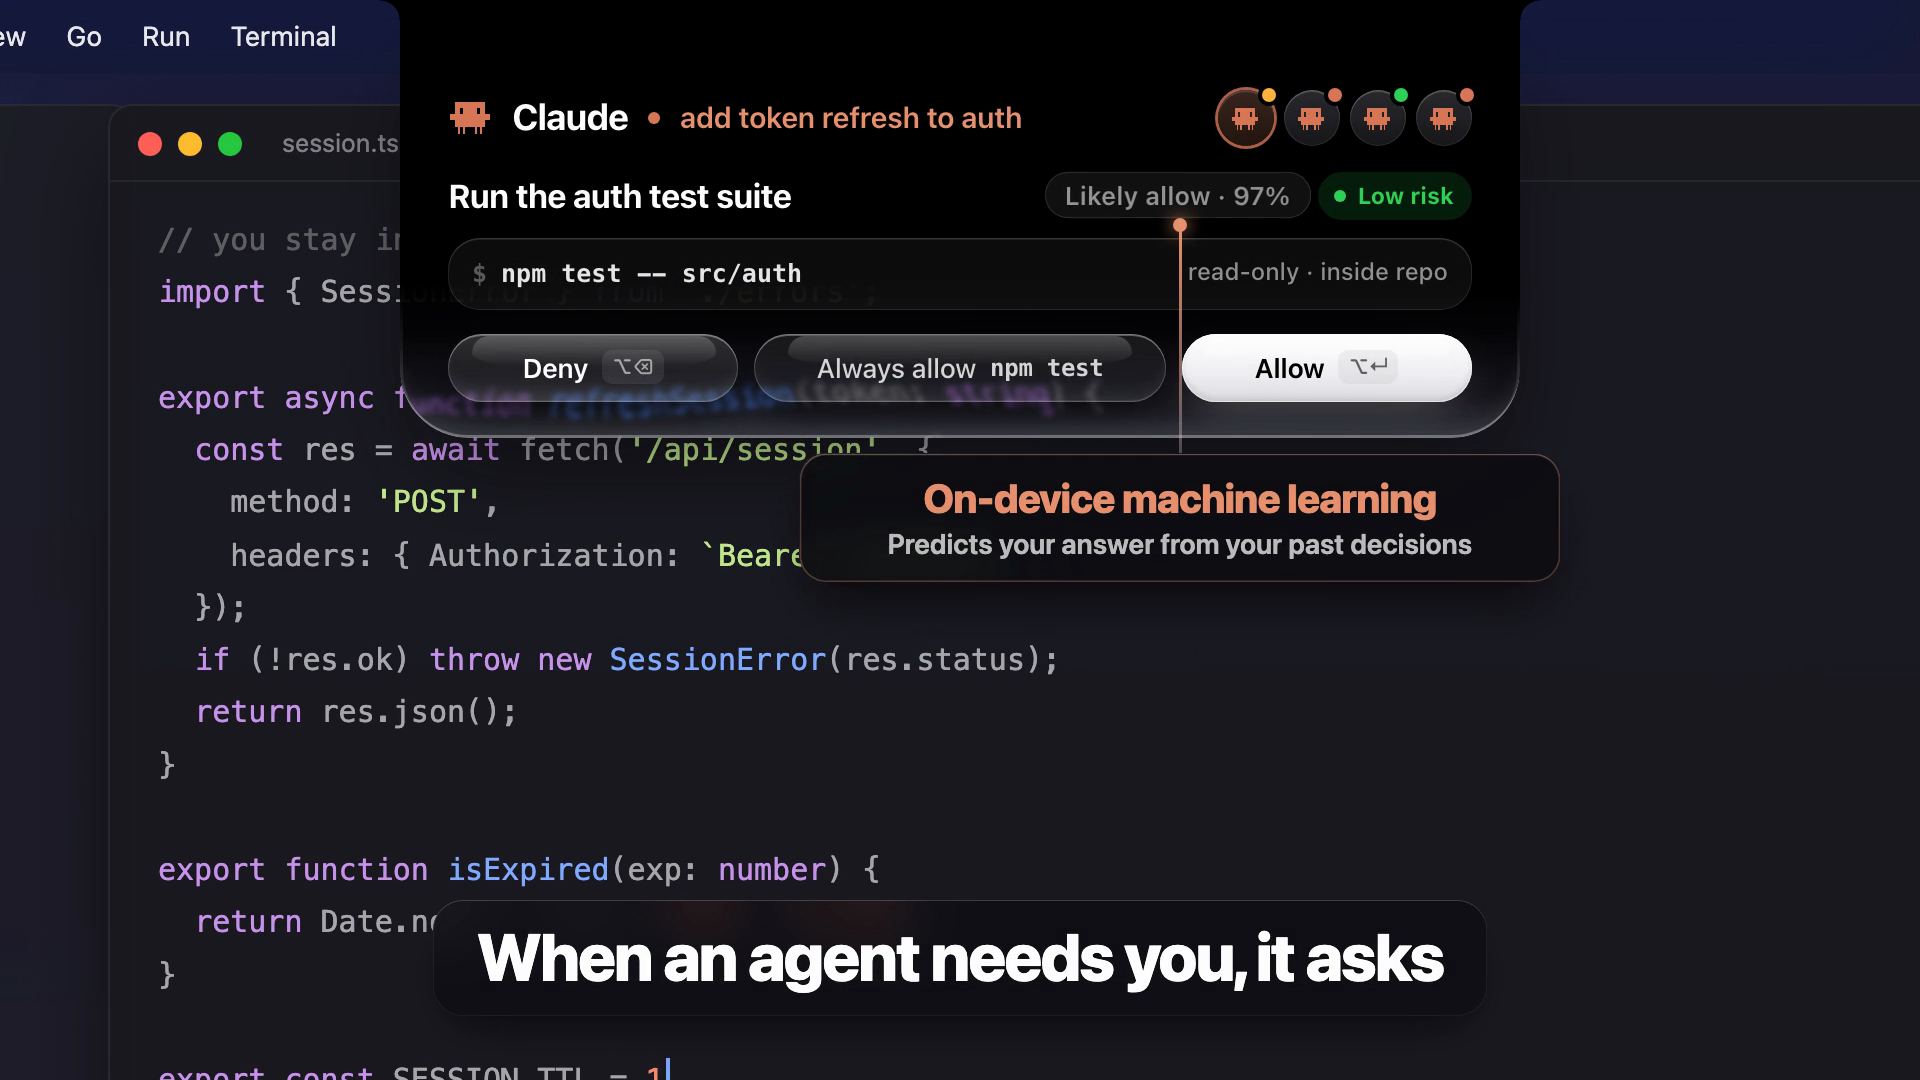 Go Run Terminal
Claude • add token refresh to auth
session.ts
Run the auth test suite
Likely allow · 97%
Low risk
// you stay
$ npm test -- src/auth
read-only · inside repo
import {
Deny
Always allow npm test
Allow
export async function refreshSession(token: string) {
const res = await fetch('/api/session' {
method: 'POST',
On-device machine learning
Predicts your answer from your past decisions
headers: { Authorization: `Beare
});
if (!res.ok) throw new SessionError(res.status);
return res.json();
}
export function isExpired(exp: number) {
return Date.
}
When an agent needs you, it asks
export const SESSION_TTL = 1